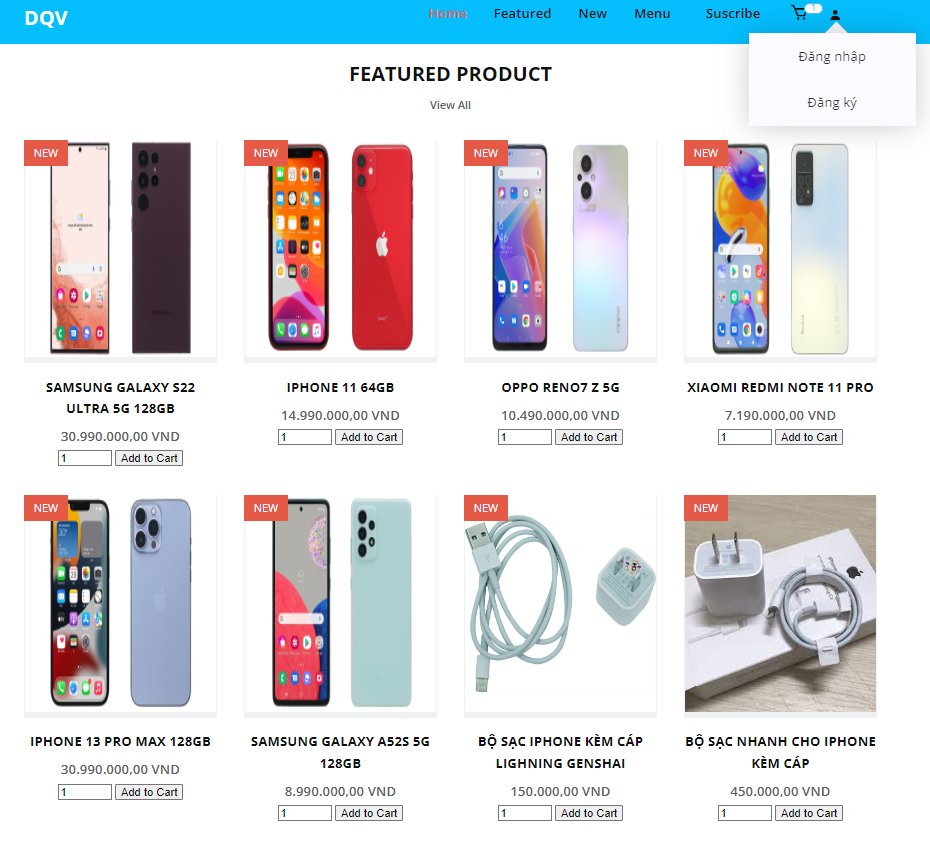 DQV
Home Featured New Menu Suscribe 1
Đăng nhập
Đăng ký
FEATURED PRODUCT
View All
NEW NEW NEW NEW
SAMSUNG GALAXY S22 ULTRA 5G 128GB
30.990.000,00 VND
1 Add to Cart
IPHONE 11 64GB
14.990.000,00 VND
1 Add to Cart
OPPO RENO7 Z 5G
10.490.000,00 VND
1 Add to Cart
XIAOMI REDMI NOTE 11 PRO
7.190.000,00 VND
1 Add to Cart
NEW NEW NEW NEW
IPHONE 13 PRO MAX 128GB
30.990.000,00 VND
1 Add to Cart
SAMSUNG GALAXY A52S 5G
128GB
8.990.000,00 VND
1 Add to Cart
BỘ SẠC IPHONE KÈM CÁP
LIGHNING GENSHAI
150.000,00 VND
1 Add to Cart
BỘ SẠC NHANH CHO IPHONE
KÈM CÁP
450.000,00 VND
1 Add to Cart